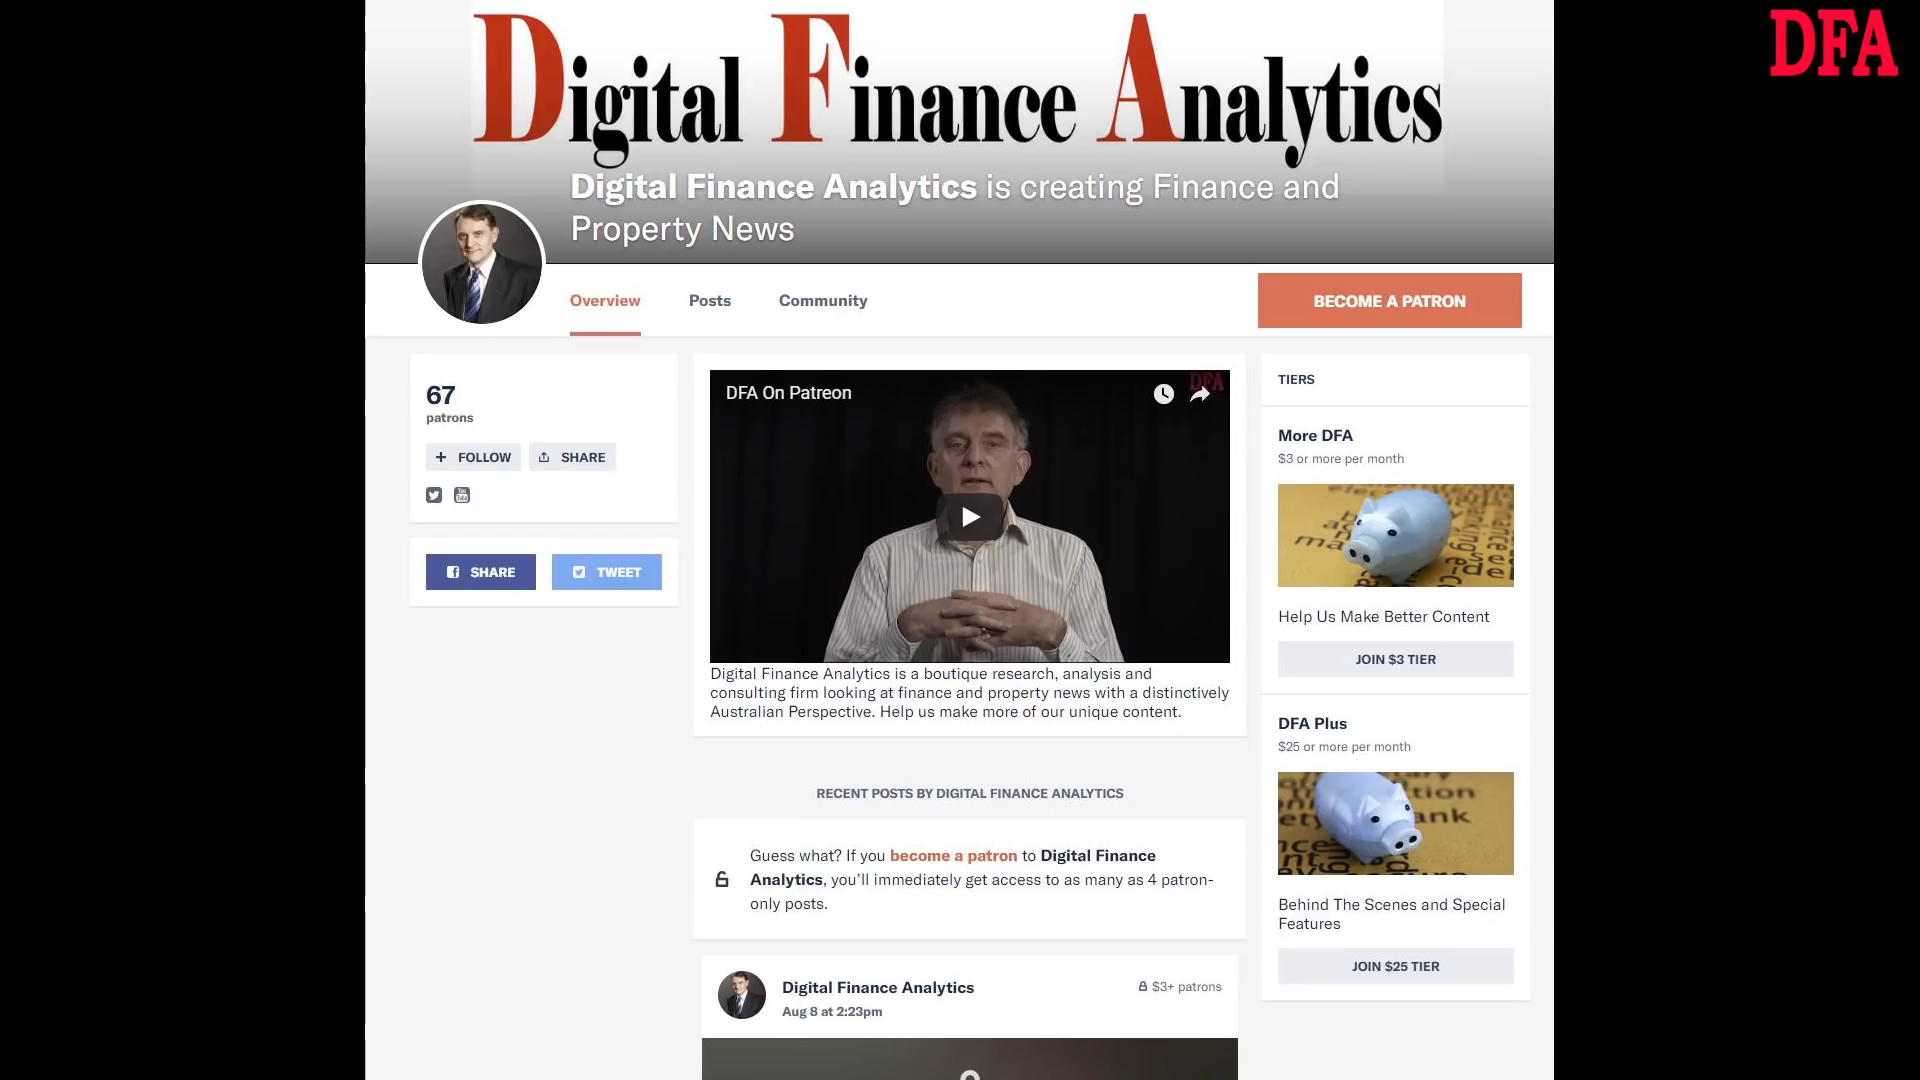 DFA
Digital Finance Analytics
Digital Finance Analytics is creating Finance and
Property News
Overview
Posts
Community
BECOME A PATRON
67
patrons
+ FOLLOW
SHARE
SHARE
TWEET
DFA On Patreon
DFA
Digital Finance Analytics is a boutique research, analysis and
consulting firm looking at finance and property news with a distinctively
Australian Perspective. Help us make more of our unique content.
RECENT POSTS BY DIGITAL FINANCE ANALYTICS
Guess what? If you become a patron to Digital Finance
Analytics, you'll immediately get access to as many as 4 patron-
only posts.
Digital Finance Analytics
Aug 8 at 2:23pm
$3+ patrons
TIERS
More DFA
$3 or more per month
Help Us Make Better Content
JOIN $3 TIER
DFA Plus
$25 or more per month
Behind The Scenes and Special
Features
JOIN $25 TIER